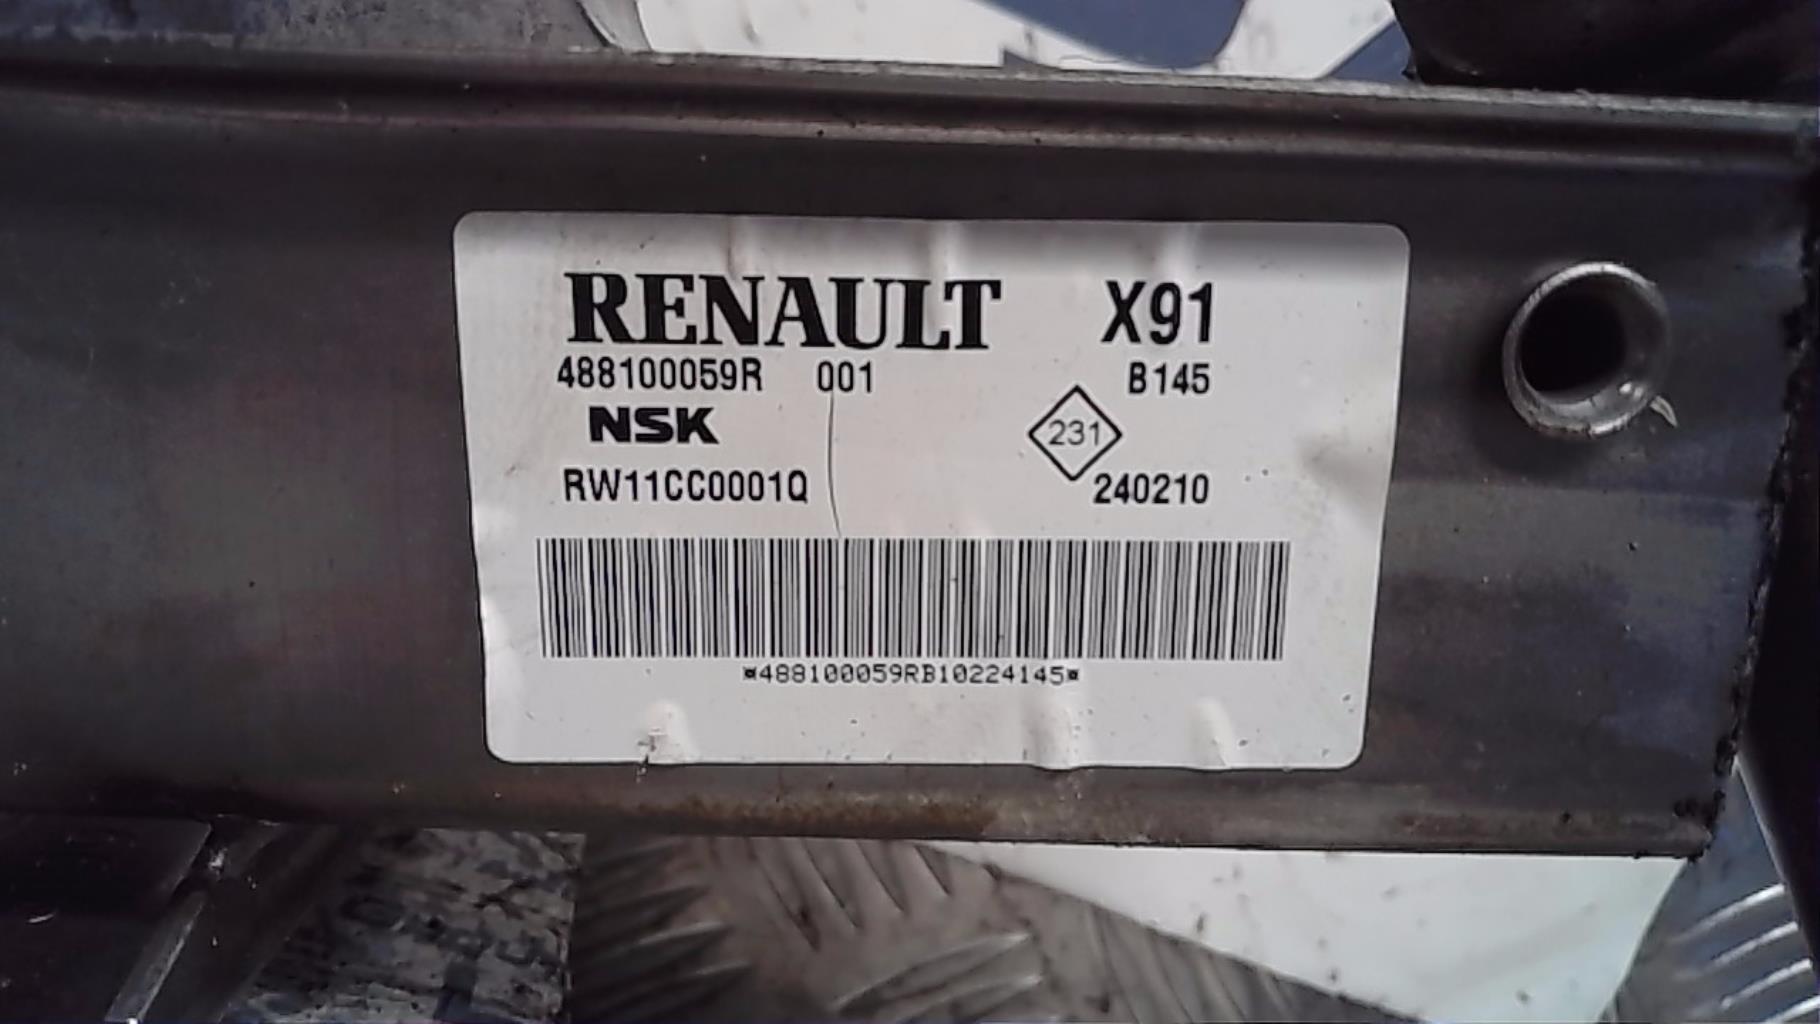 RENAULT X91
488100059R 001 B145
NSK 231
RW11CC0001Q 240210
*488100059RB10224145*